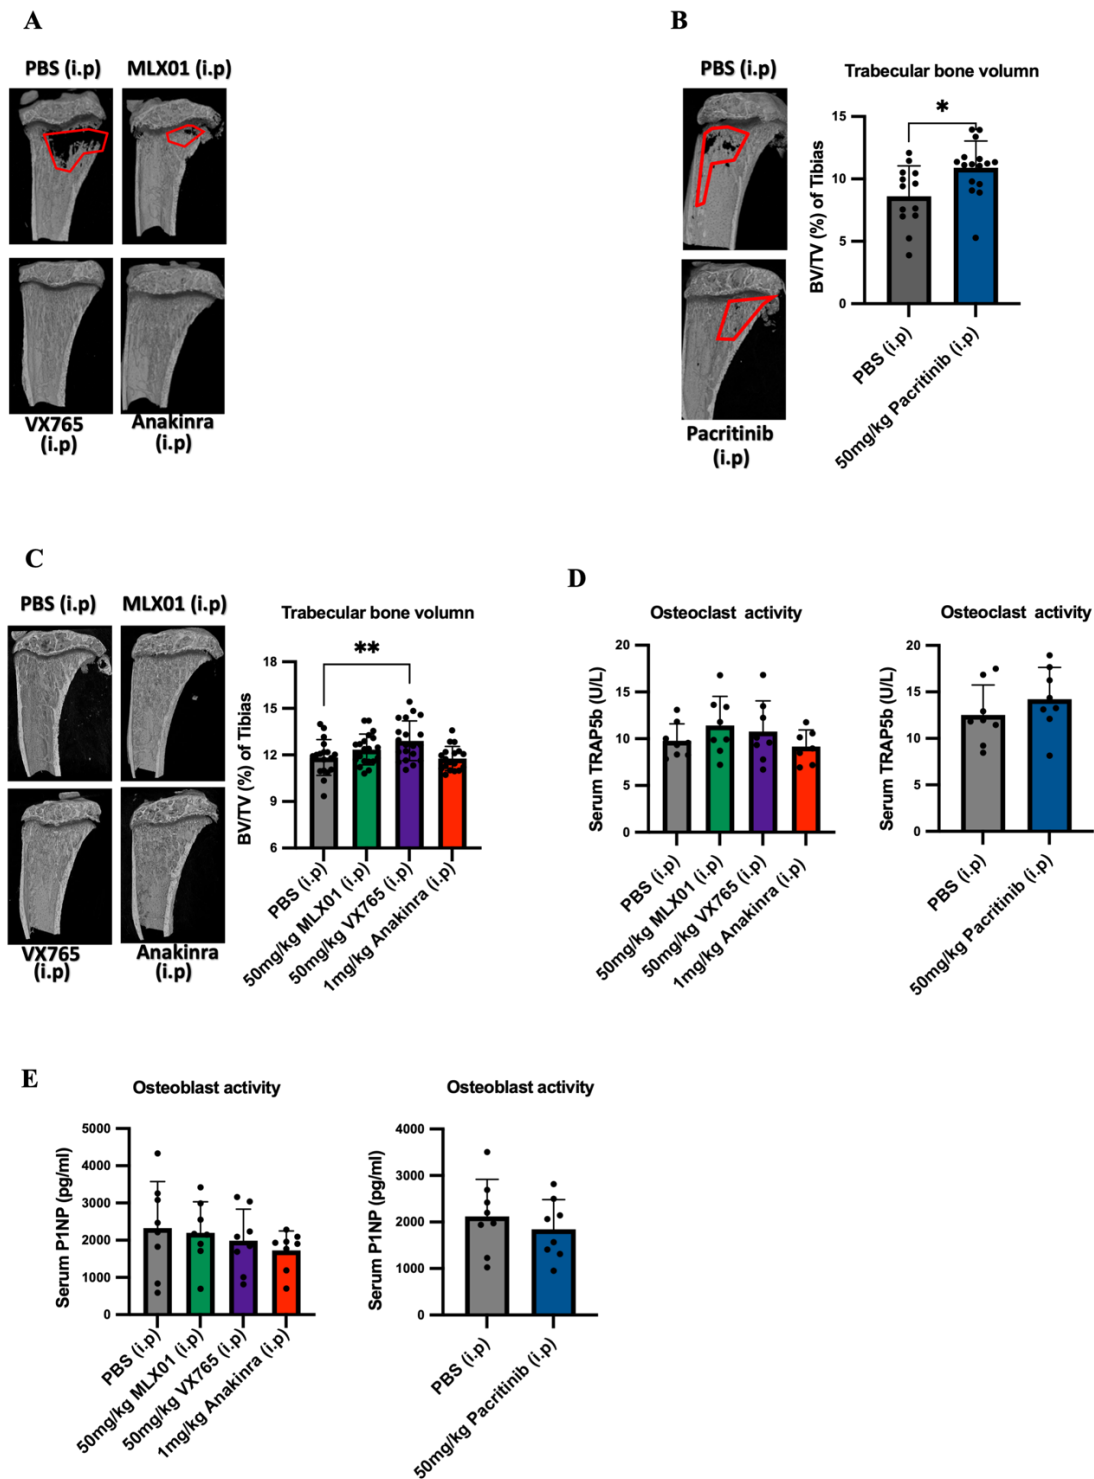 A
PBS (i.p) MLX01 (i.p)
VX765 (i.p) Anakinra (i.p)
B
PBS (i.p)
Pacritinib (i.p)
Trabecular bone volumn
BV/TV (%) of Tibias
15
10
5
0
*
PBS (i.p)
50mg/kg Pacritinib (i.p)
C
PBS (i.p) MLX01 (i.p)
VX765 (i.p) Anakinra (i.p)
Trabecular bone volumn
BV/TV (%) of Tibias
18
15
12
9
6
**
PBS (i.p)
50mg/kg MLX01 (i.p)
50mg/kg VX765 (i.p)
1mg/kg Anakinra (i.p)
D
Osteoclast activity
Serum TRAP5b (U/L)
20
15
10
5
0
PBS (i.p)
50mg/kg MLX01 (i.p)
50mg/kg VX765 (i.p)
1mg/kg Anakinra (i.p)
Osteoclast activity
Serum TRAP5b (U/L)
20
15
10
5
0
PBS (i.p)
50mg/kg Pacritinib (i.p)
E
Osteoblast activity
Serum P1NP (pg/ml)
5000
4000
3000
2000
1000
0
PBS (i.p)
50mg/kg MLX01 (i.p)
50mg/kg VX765 (i.p)
1mg/kg Anakinra (i.p)
Osteoblast activity
Serum P1NP (pg/ml)
4000
3000
2000
1000
0
PBS (i.p)
50mg/kg Pacritinib (i.p)